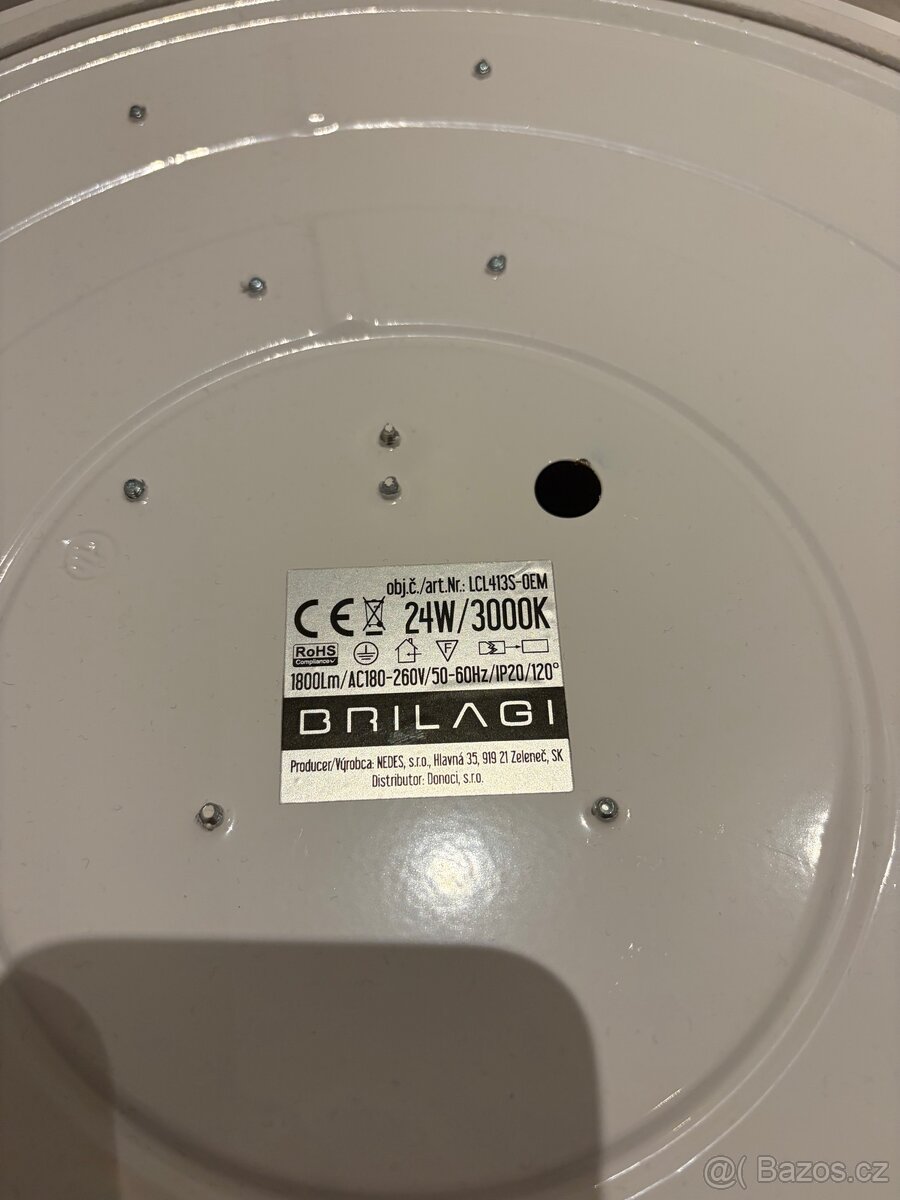 obj.č./art.Nr.: LCL413S-OEM
CE 24W/3000K
RoHS
Compliance
F
1800Lm/AC180-260V/50-60Hz/IP20/120°
BRILAGI
Producer/Výrobca: NEDES, s.r.o., Hlavná 35, 919 21 Zeleneč, SK
Distributor: Donoci, s.r.o.
@( Bazos.cz